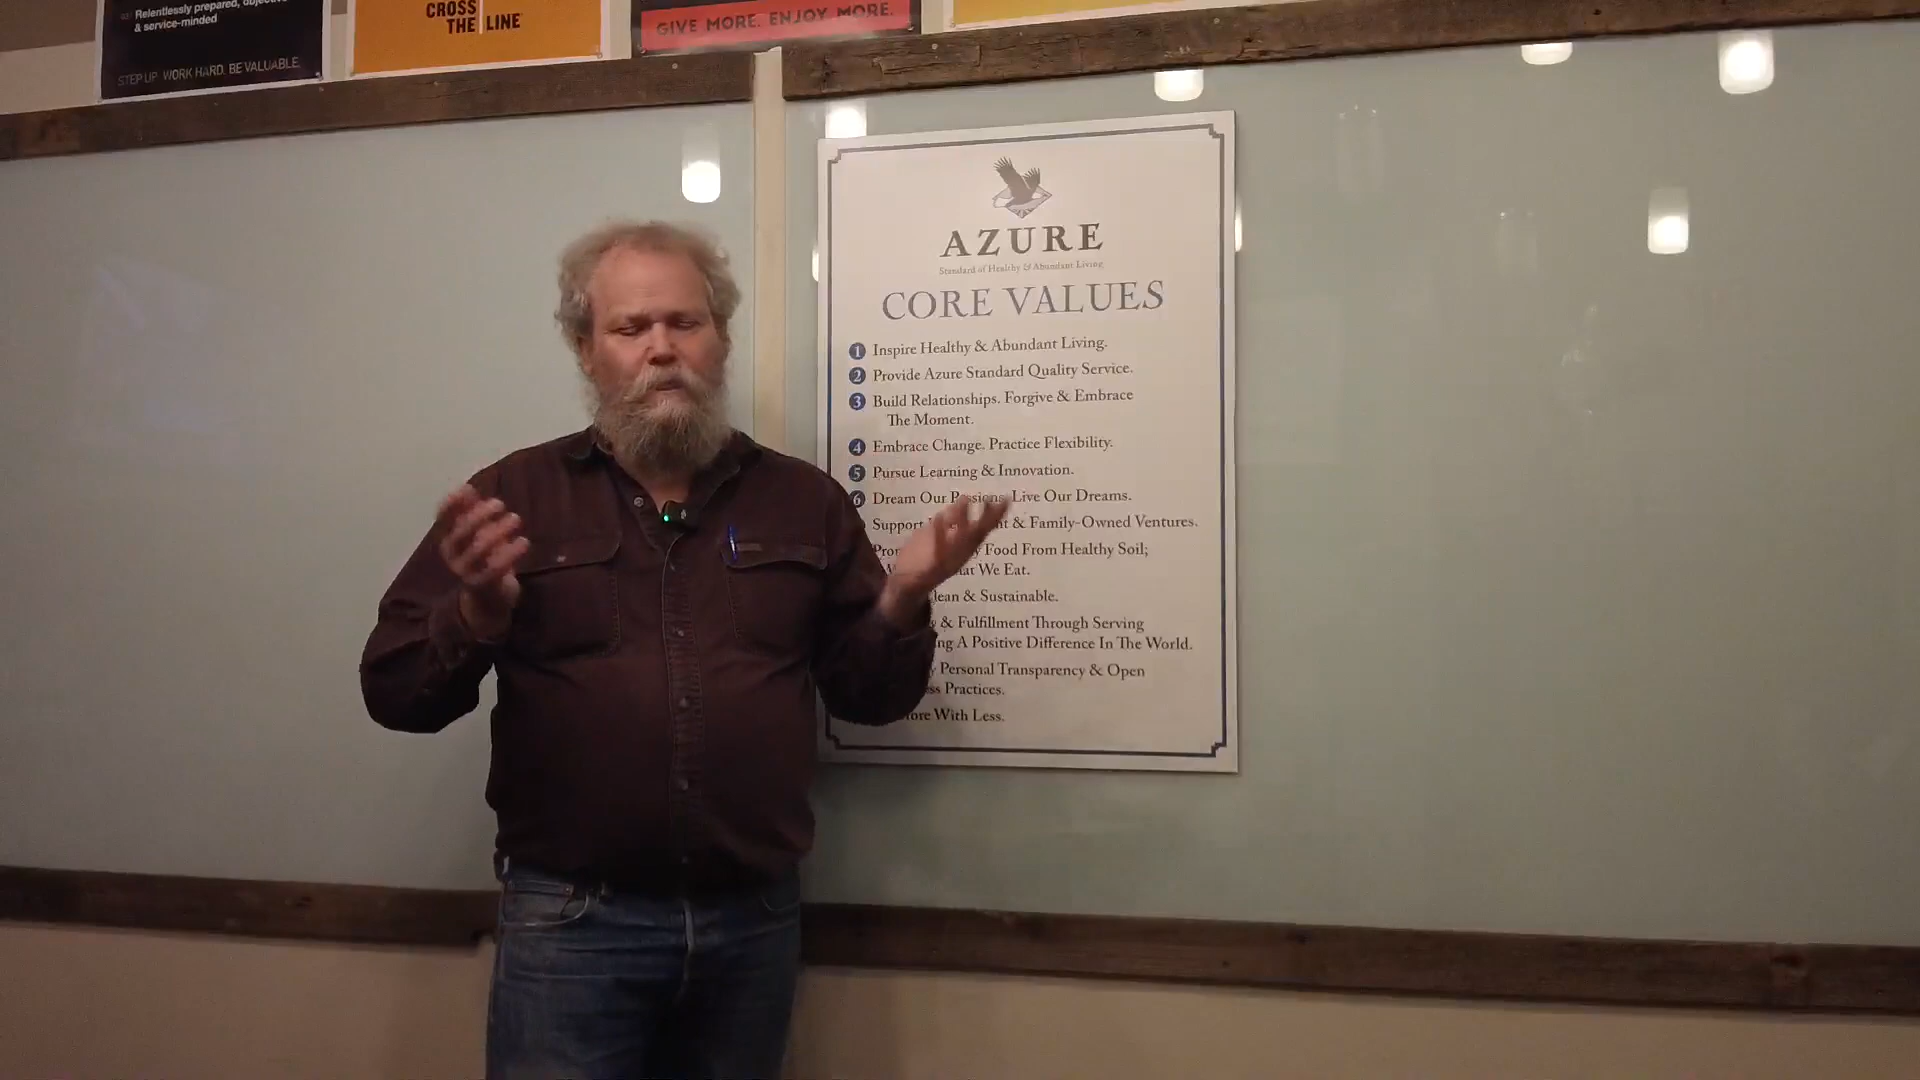 Relentlessly prepared,
& service-minded
STEP UP WORK HARD. BE VALUABLE.
CROSS
THE LINE
GIVE MORE. ENJOY MORE.
AZURE
Standard of Healthy & Abundant Living
CORE VALUES
1 Inspire Healthy & Abundant Living.
2 Provide Azure Standard Quality Service.
3 Build Relationships. Forgive & Embrace
The Moment.
4 Embrace Change. Practice Flexibility.
5 Pursue Learning & Innovation.
6 Dream Our Passions. Live Our Dreams.
Support & Family-Owned Ventures.
Food From Healthy Soil;
We Eat.
& Sustainable.
& Fulfillment Through Serving
A Positive Difference In The World.
Personal Transparency & Open
Practices.
With Less.